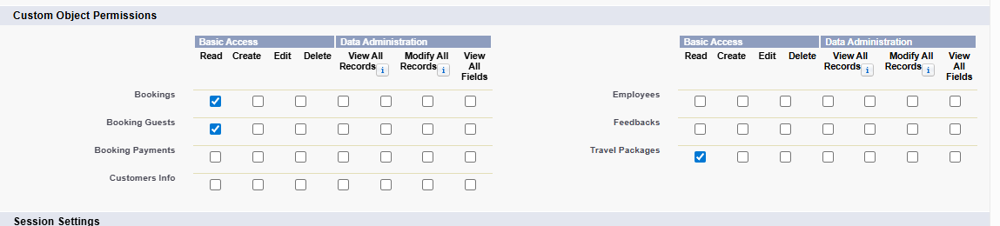 Custom Object Permissions
Basic Access Data Administration
Read Create Edit Delete View All Records i Modify All Records i View All Fields
Bookings
Booking Guests
Booking Payments
Customers Info
Basic Access Data Administration
Read Create Edit Delete View All Records i Modify All Records i View All Fields
Employees
Feedbacks
Travel Packages
Session Settings